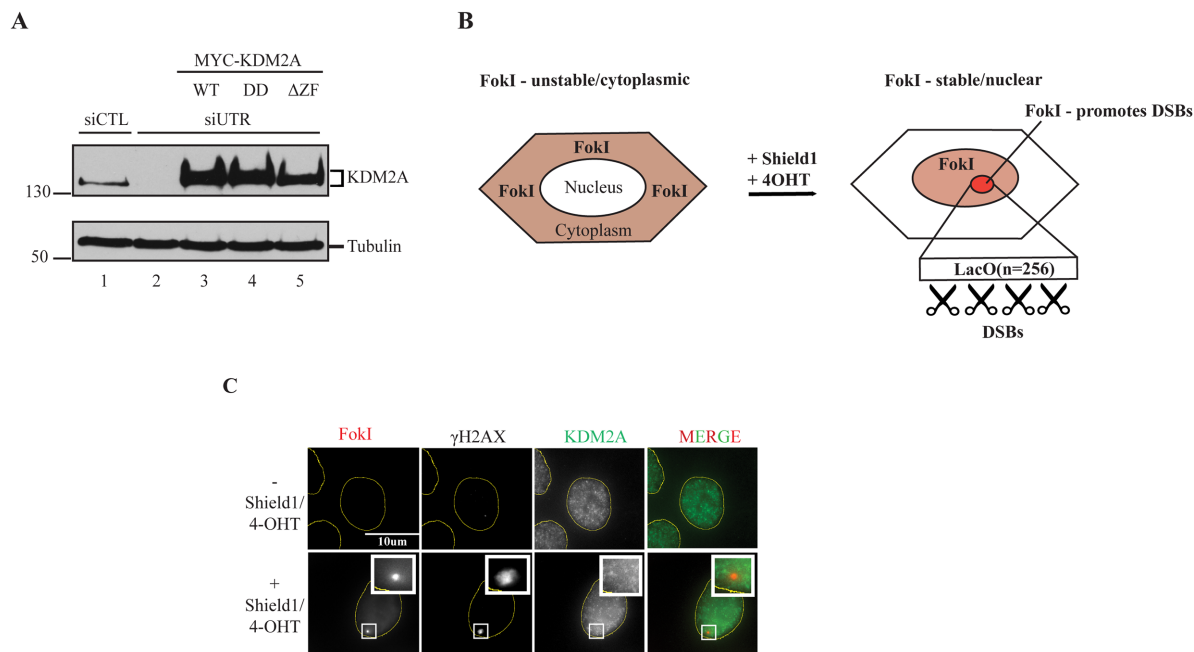 A
MYC-KDM2A
WT DD ΔZF
siCTL siUTR
KDM2A
130
Tubulin
50
1 2 3 4 5
B
FokI - unstable/cytoplasmic
FokI
FokI
Nucleus
FokI
Cytoplasm
+ Shield1
+ 4OHT
FokI - stable/nuclear
FokI - promotes DSBs
FokI
LacO(n=256)
DSBs
C
FokI γH2AX KDM2A MERGE
-
Shield1/
4-OHT
10um
+
Shield1/
4-OHT